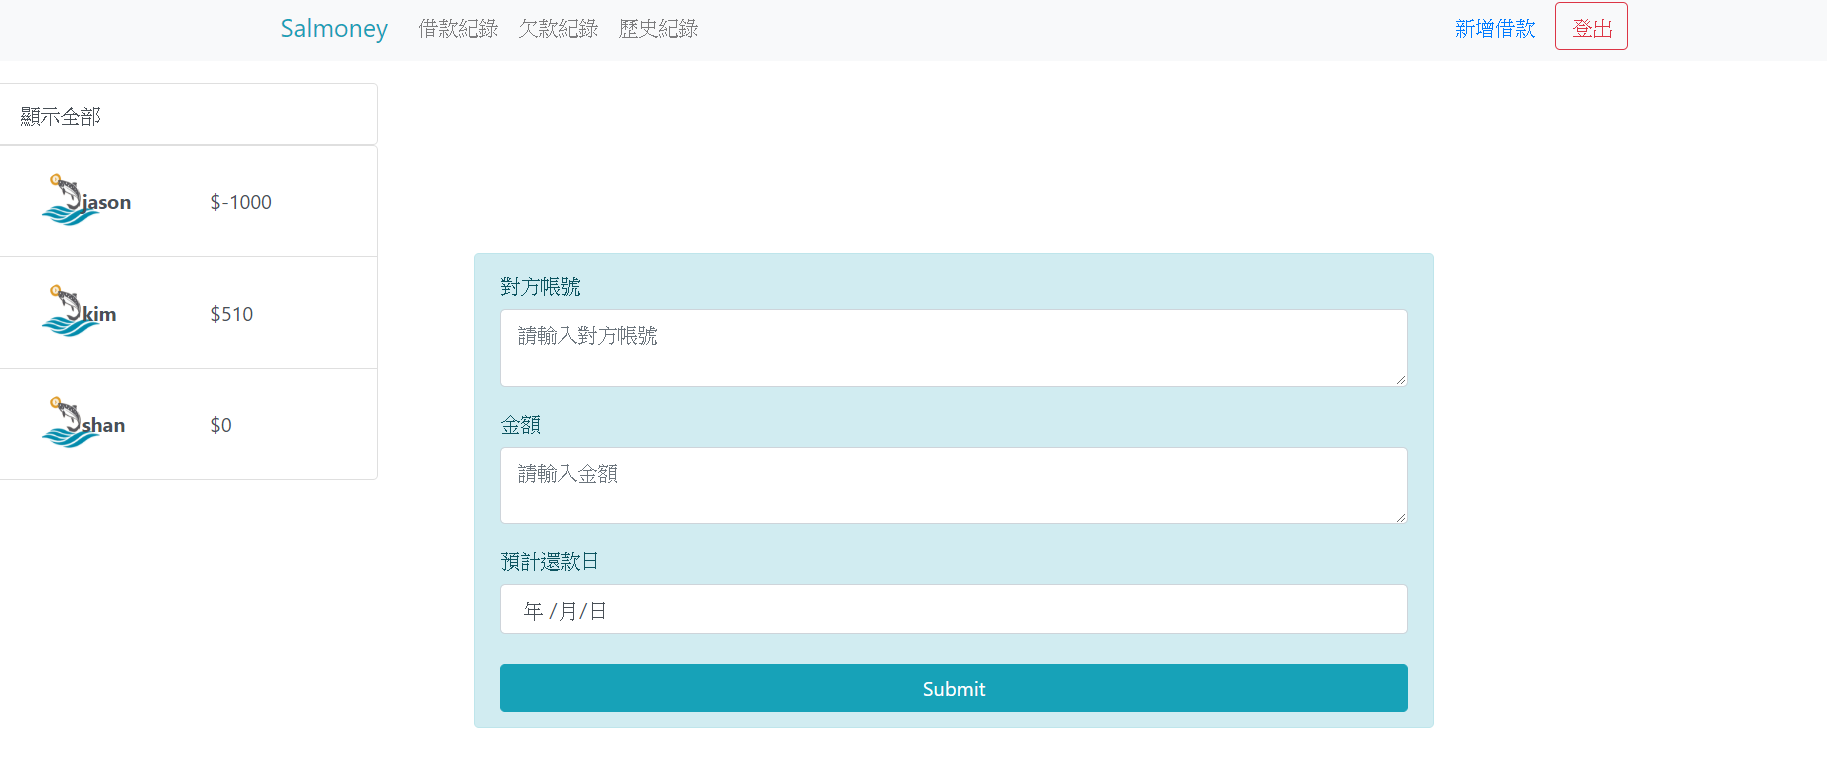 Salmoney 借款紀錄 欠款紀錄 歷史紀錄 新增借款 登出
顯示全部
jason $-1000
kim $510
shan $0
對方帳號
請輸入對方帳號
金額
請輸入金額
預計還款日
年 /月/日
Submit